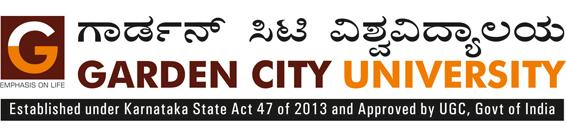 ಗಾರ್ಡನ್ ಸಿಟಿ ವಿಶ್ವವಿದ್ಯಾಲಯ
G GARDEN CITY UNIVERSITY
EMPHASIS ON LIFE
Established under Karnataka State Act 47 of 2013 and Approved by UGC, Govt of India